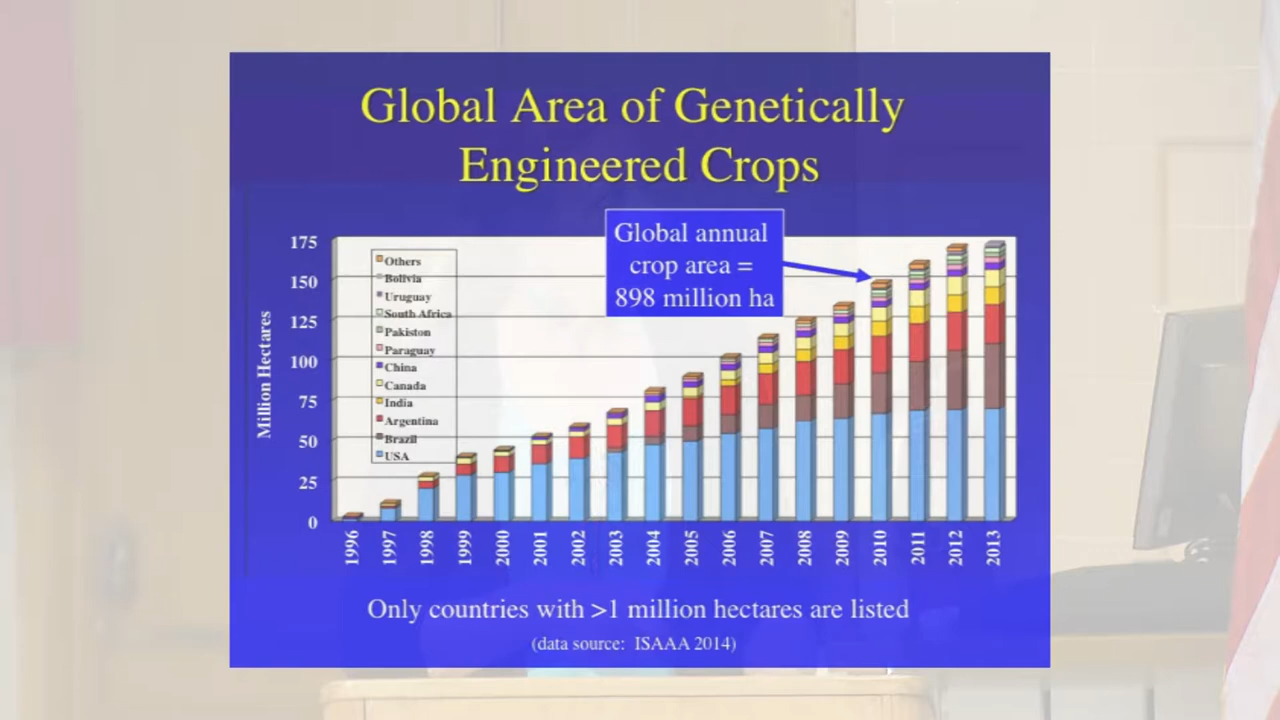 Global Area of Genetically
Engineered Crops
Global annual
crop area =
898 million ha
Million Hectares
175
150
125
100
75
50
25
0
Others
Bolivia
Uruguay
South Africa
Pakiston
Paraguay
China
Canada
India
Argentina
Brazil
USA
1996
1997
1998
1999
2000
2001
2002
2003
2004
2005
2006
2007
2008
2009
2010
2011
2012
2013
Only countries with >1 million hectares are listed
(data source: ISAAA 2014)